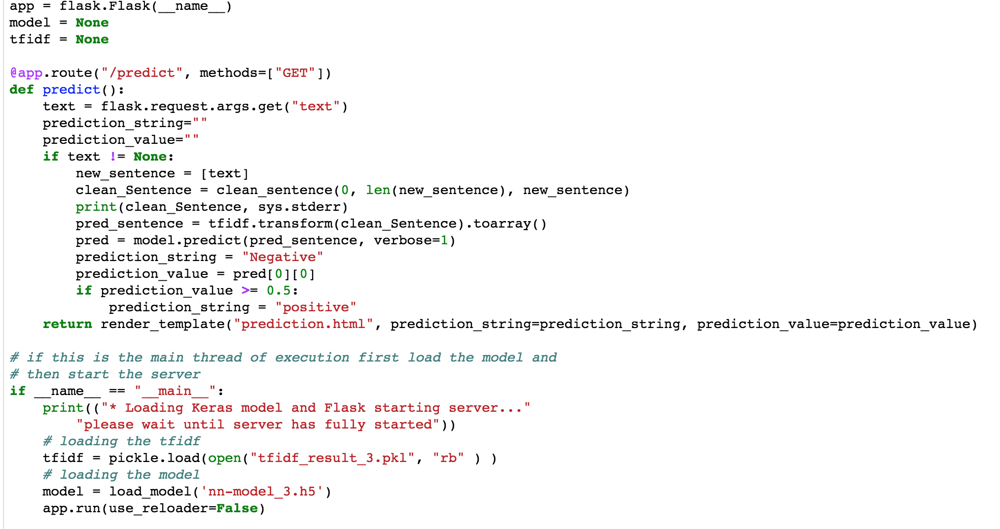 app = flask.Flask(__name__)
model = None
tfidf = None

@app.route("/predict", methods=["GET"])
def predict():
    text = flask.request.args.get("text")
    prediction_string=""
    prediction_value=""
    if text != None:
        new_sentence = [text]
        clean_Sentence = clean_sentence(0, len(new_sentence), new_sentence)
        print(clean_Sentence, sys.stderr)
        pred_sentence = tfidf.transform(clean_Sentence).toarray()
        pred = model.predict(pred_sentence, verbose=1)
        prediction_string = "Negative"
        prediction_value = pred[0][0]
        if prediction_value >= 0.5:
            prediction_string = "positive"
    return render_template("prediction.html", prediction_string=prediction_string, prediction_value=prediction_value)

# if this is the main thread of execution first load the model and
# then start the server
if __name__ == "__main__":
    print(("* Loading Keras model and Flask starting server..."
        "please wait until server has fully started"))
    # loading the tfidf
    tfidf = pickle.load(open("tfidf_result_3.pkl", "rb" ) )
    # loading the model
    model = load_model('nn-model_3.h5')
    app.run(use_reloader=False)